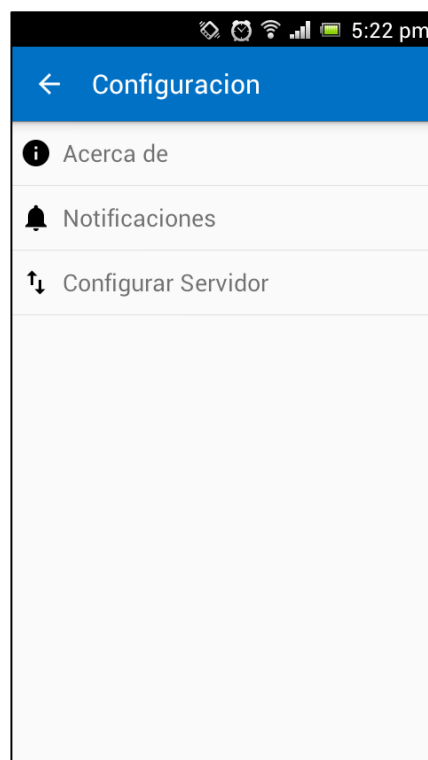 5:22 pm
Configuracion
Acerca de
Notificaciones
Configurar Servidor